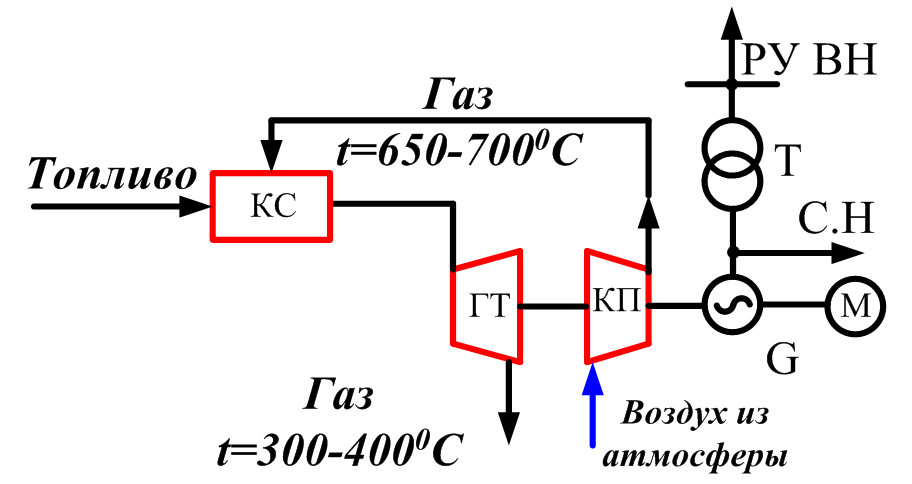 РУ ВН
Газ
t=650-700⁰С
Топливо
Т
КС
С.Н
ГТ
КП
М
G
Газ
t=300-400⁰С
Воздух из
атмосферы